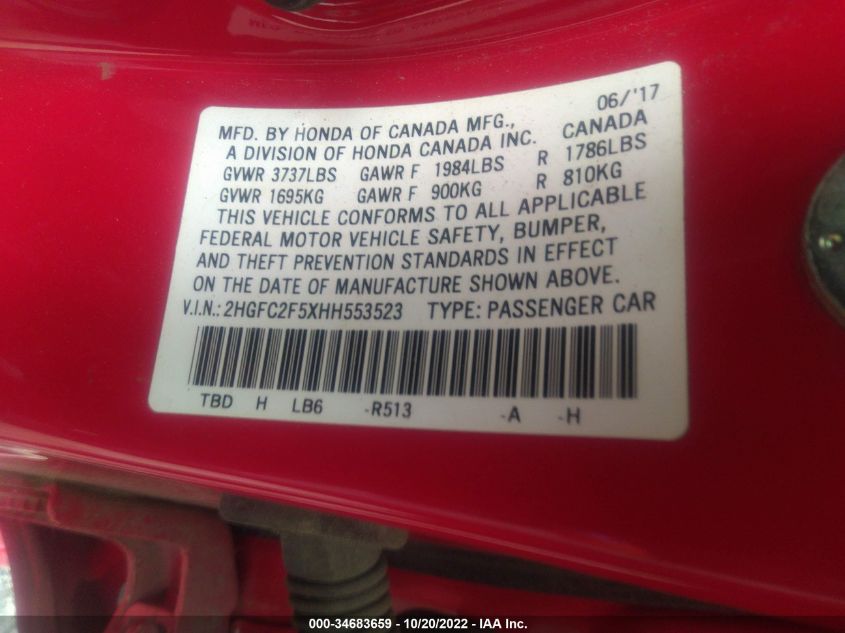 06/'17
MFD. BY HONDA OF CANADA MFG., CANADA
A DIVISION OF HONDA CANADA INC.
GVWR 3737LBS GAWR F 1984LBS R 1786LBS
GVWR 1695KG GAWR F 900KG R 810KG
THIS VEHICLE CONFORMS TO ALL APPLICABLE
FEDERAL MOTOR VEHICLE SAFETY, BUMPER,
AND THEFT PREVENTION STANDARDS IN EFFECT
ON THE DATE OF MANUFACTURE SHOWN ABOVE.
V.I.N.: 2HGFC2F5XHH553523 TYPE: PASSENGER CAR
TBD H LB6 -R513 -A -H
000-34683659 - 10/20/2022 - IAA Inc.